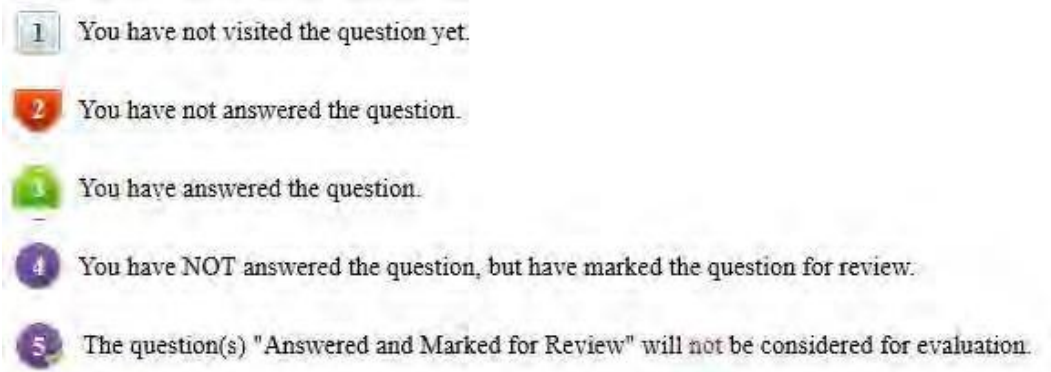 1 You have not visited the question yet.
2 You have not answered the question.
3 You have answered the question.
4 You have NOT answered the question, but have marked the question for review.
5 The question(s) "Answered and Marked for Review" will not be considered for evaluation.